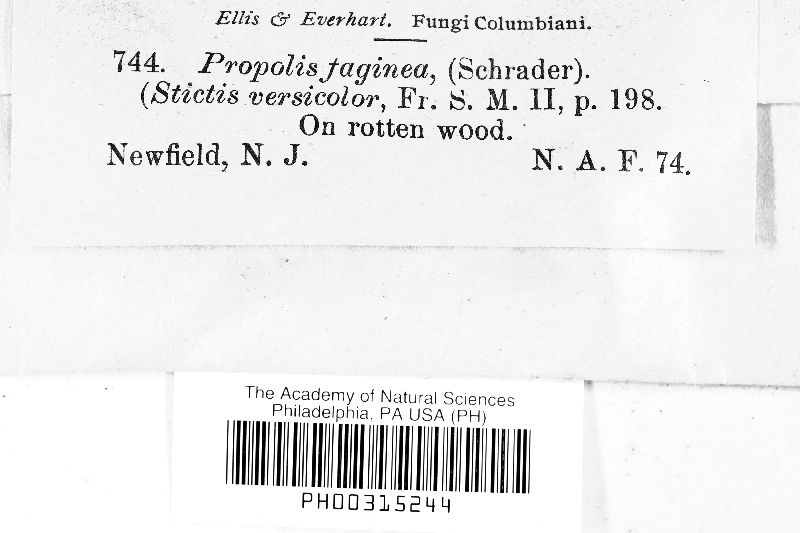 Ellis & Everhart. Fungi Columbiani.
744. Propolis faginea, (Schrader).
(Stictis versicolor, Fr. S. M. II, p. 198.
On rotten wood.
Newfield, N. J. N. A. F. 74.
The Academy of Natural Sciences
Philadelphia, PA USA (PH)
PH00315244